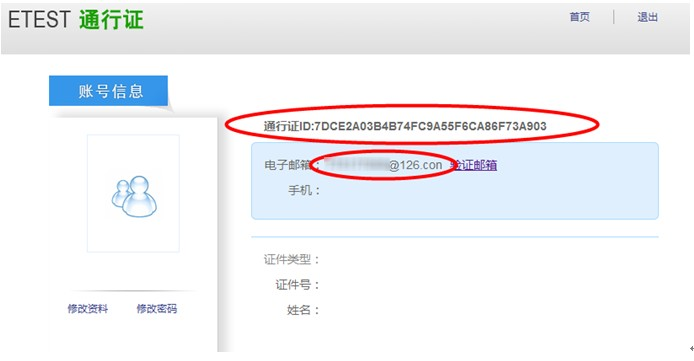 ETEST 通行证
首页 退出
账号信息
通行证ID:7DCE2A03B4B74FC9A55F6CA86F73A903
电子邮箱： @126.con 验证邮箱
手机：
证件类型：
证件号：
姓名：
修改资料 修改密码